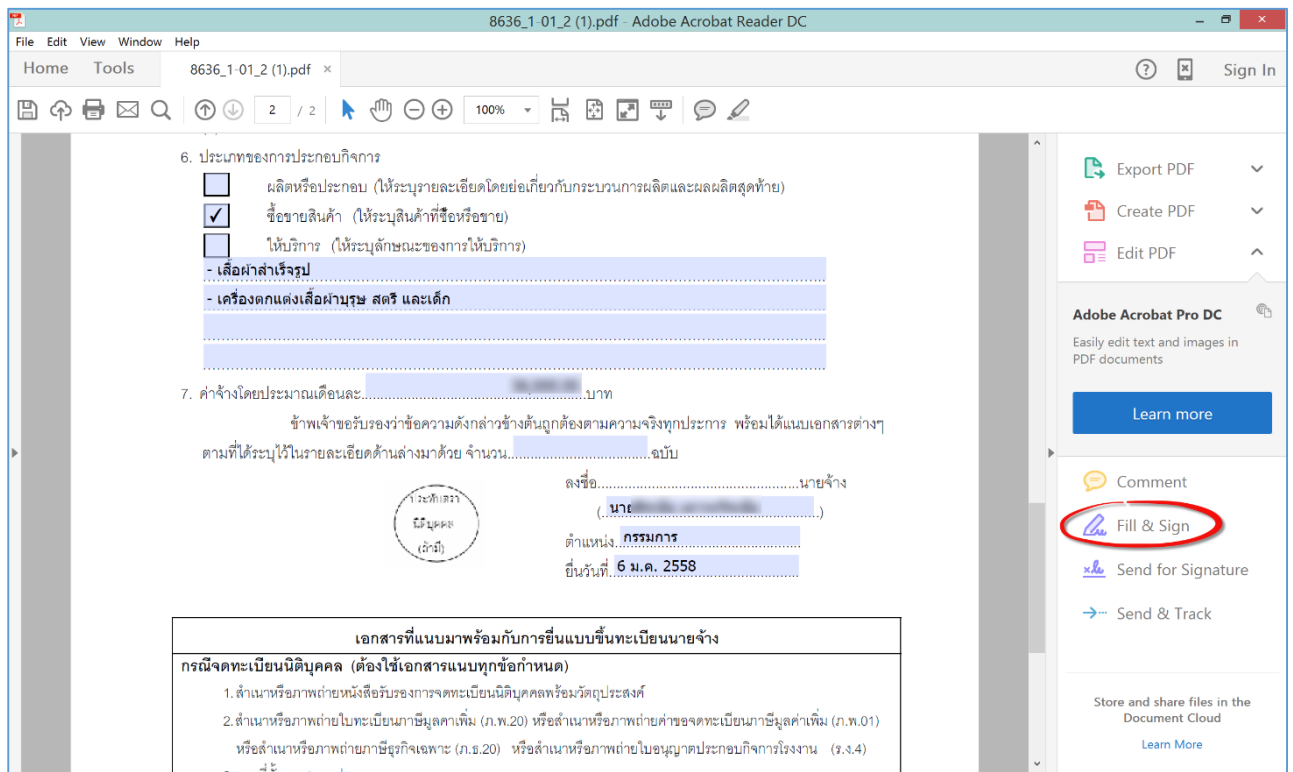 8636_1-01_2 (1).pdf - Adobe Acrobat Reader DC
File Edit View Window Help
Home Tools 8636_1-01_2 (1).pdf × Sign In
2 / 2 100%
6. ประเภทของการประกอบกิจการ
ผลิตหรือประกอบ (ให้ระบุรายละเอียดโดยย่อเกี่ยวกับกระบวนการผลิตและผลผลิตสุดท้าย)
✓ ซื้อขายสินค้า (ให้ระบุสินค้าที่ซื้อหรือขาย)
ให้บริการ (ให้ระบุลักษณะของการให้บริการ)
- เสื้อผ้าสำเร็จรูป
- เครื่องตกแต่งเสื้อผ้าบุรุษ สตรี และเด็ก
7. ค่าจ้างโดยประมาณเดือนละ บาท
ข้าพเจ้าขอรับรองว่าข้อความดังกล่าวข้างต้นถูกต้องตามความจริงทุกประการ พร้อมได้แนบเอกสารต่างๆ
ตามที่ได้ระบุไว้ในรายละเอียดด้านล่างมาด้วย จำนวน ฉบับ
ประทับตรา
นิติบุคคล
(ถ้ามี)
ลงชื่อ นายจ้าง
( นาย )
ตำแหน่ง กรรมการ
ยื่นวันที่ 6 ม.ค. 2558
เอกสารที่แนบมาพร้อมกับการยื่นแบบขึ้นทะเบียนนายจ้าง
กรณีจดทะเบียนนิติบุคคล (ต้องใช้เอกสารแนบทุกข้อกำหนด)
1. สำเนาหรือภาพถ่ายหนังสือรับรองการจดทะเบียนนิติบุคคลพร้อมวัตถุประสงค์
2. สำเนาหรือภาพถ่ายใบทะเบียนภาษีมูลค่าเพิ่ม (ภ.พ.20) หรือสำเนาหรือภาพถ่ายคำขอจดทะเบียนภาษีมูลค่าเพิ่ม (ภ.พ.01)
หรือสำเนาหรือภาพถ่ายภาษีธุรกิจเฉพาะ (ภ.ธ.20) หรือสำเนาหรือภาพถ่ายใบอนุญาตประกอบกิจการโรงงาน (ร.ง.4)
Export PDF
Create PDF
Edit PDF
Adobe Acrobat Pro DC
Easily edit text and images in
PDF documents
Learn more
Comment
Fill & Sign
Send for Signature
Send & Track
Store and share files in the
Document Cloud
Learn More